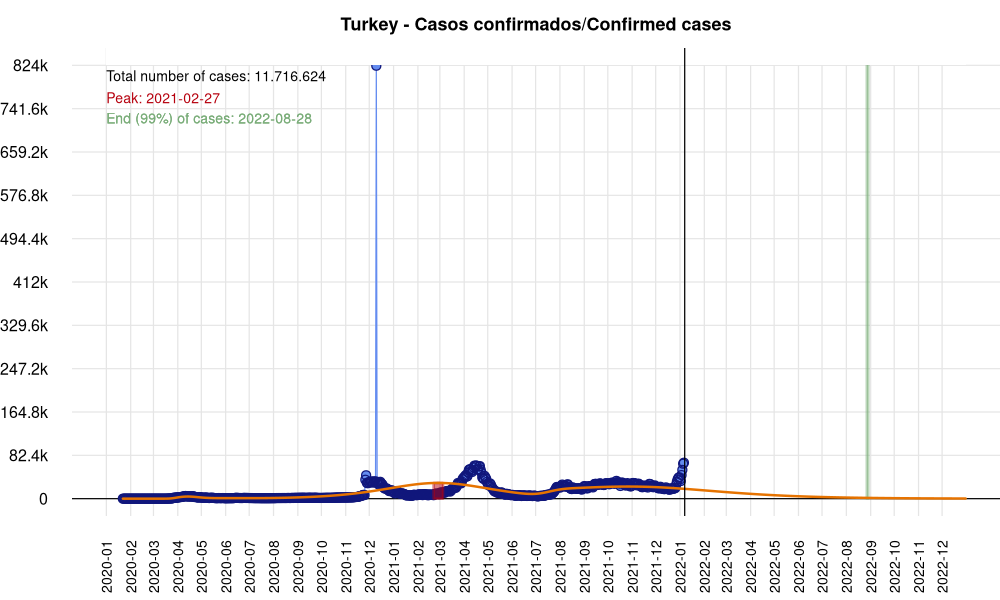 Turkey - Casos confirmados/Confirmed cases
824k
741.6k
659.2k
576.8k
494.4k
412k
329.6k
247.2k
164.8k
82.4k
0
Total number of cases: 11.716.624
Peak: 2021-02-27
End (99%) of cases: 2022-08-28
2020-01
2020-02
2020-03
2020-04
2020-05
2020-06
2020-07
2020-08
2020-09
2020-10
2020-11
2020-12
2021-01
2021-02
2021-03
2021-04
2021-05
2021-06
2021-07
2021-08
2021-09
2021-10
2021-11
2021-12
2022-01
2022-02
2022-03
2022-04
2022-05
2022-06
2022-07
2022-08
2022-09
2022-10
2022-11
2022-12